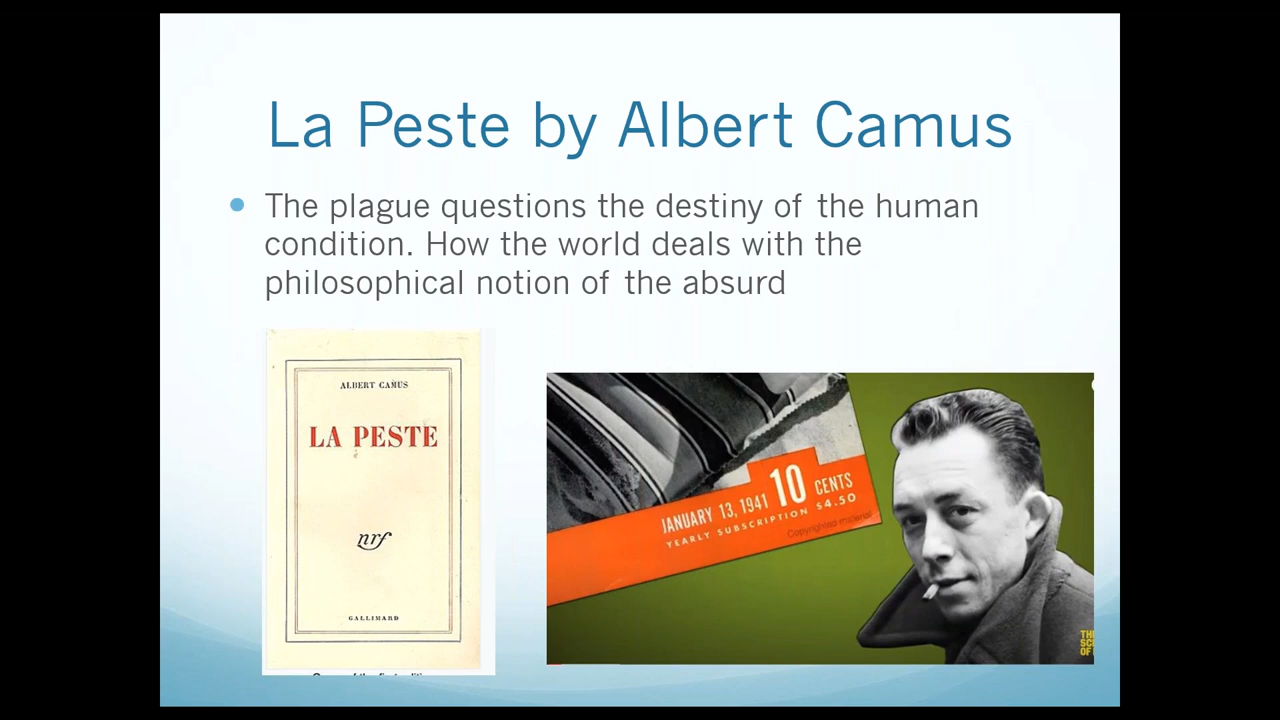 La Peste by Albert Camus
The plague questions the destiny of the human
condition. How the world deals with the
philosophical notion of the absurd
ALBERT CAMUS
LA PESTE
nrf
GALLIMARD
JANUARY 13, 1941 10 CENTS
YEARLY SUBSCRIPTION $4.50
Copyrighted material